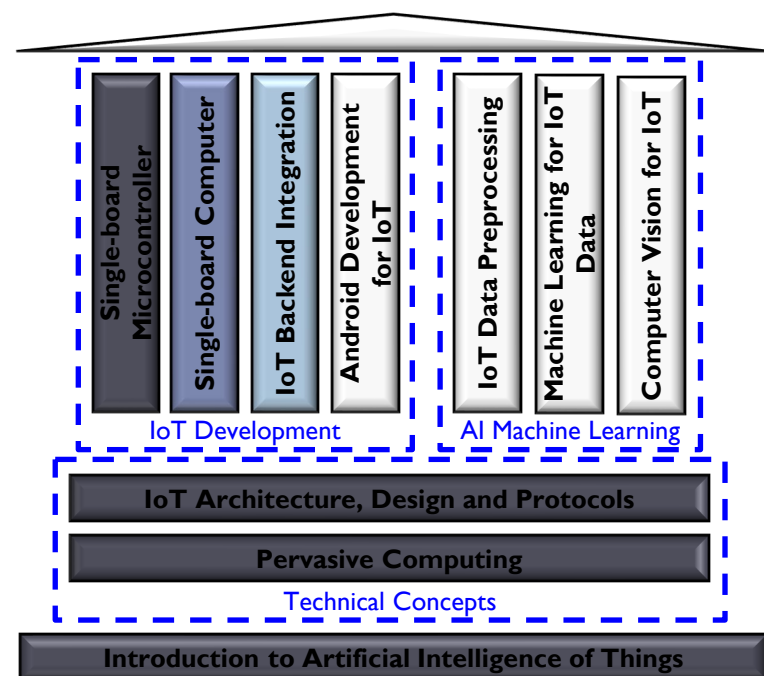 Single-board
Microcontroller
Single-board Computer
IoT Backend Integration
Android Development
for IoT
IoT Data Preprocessing
Machine Learning for IoT
Data
Computer Vision for IoT
IoT Development
AI Machine Learning
IoT Architecture, Design and Protocols
Pervasive Computing
Technical Concepts
Introduction to Artificial Intelligence of Things